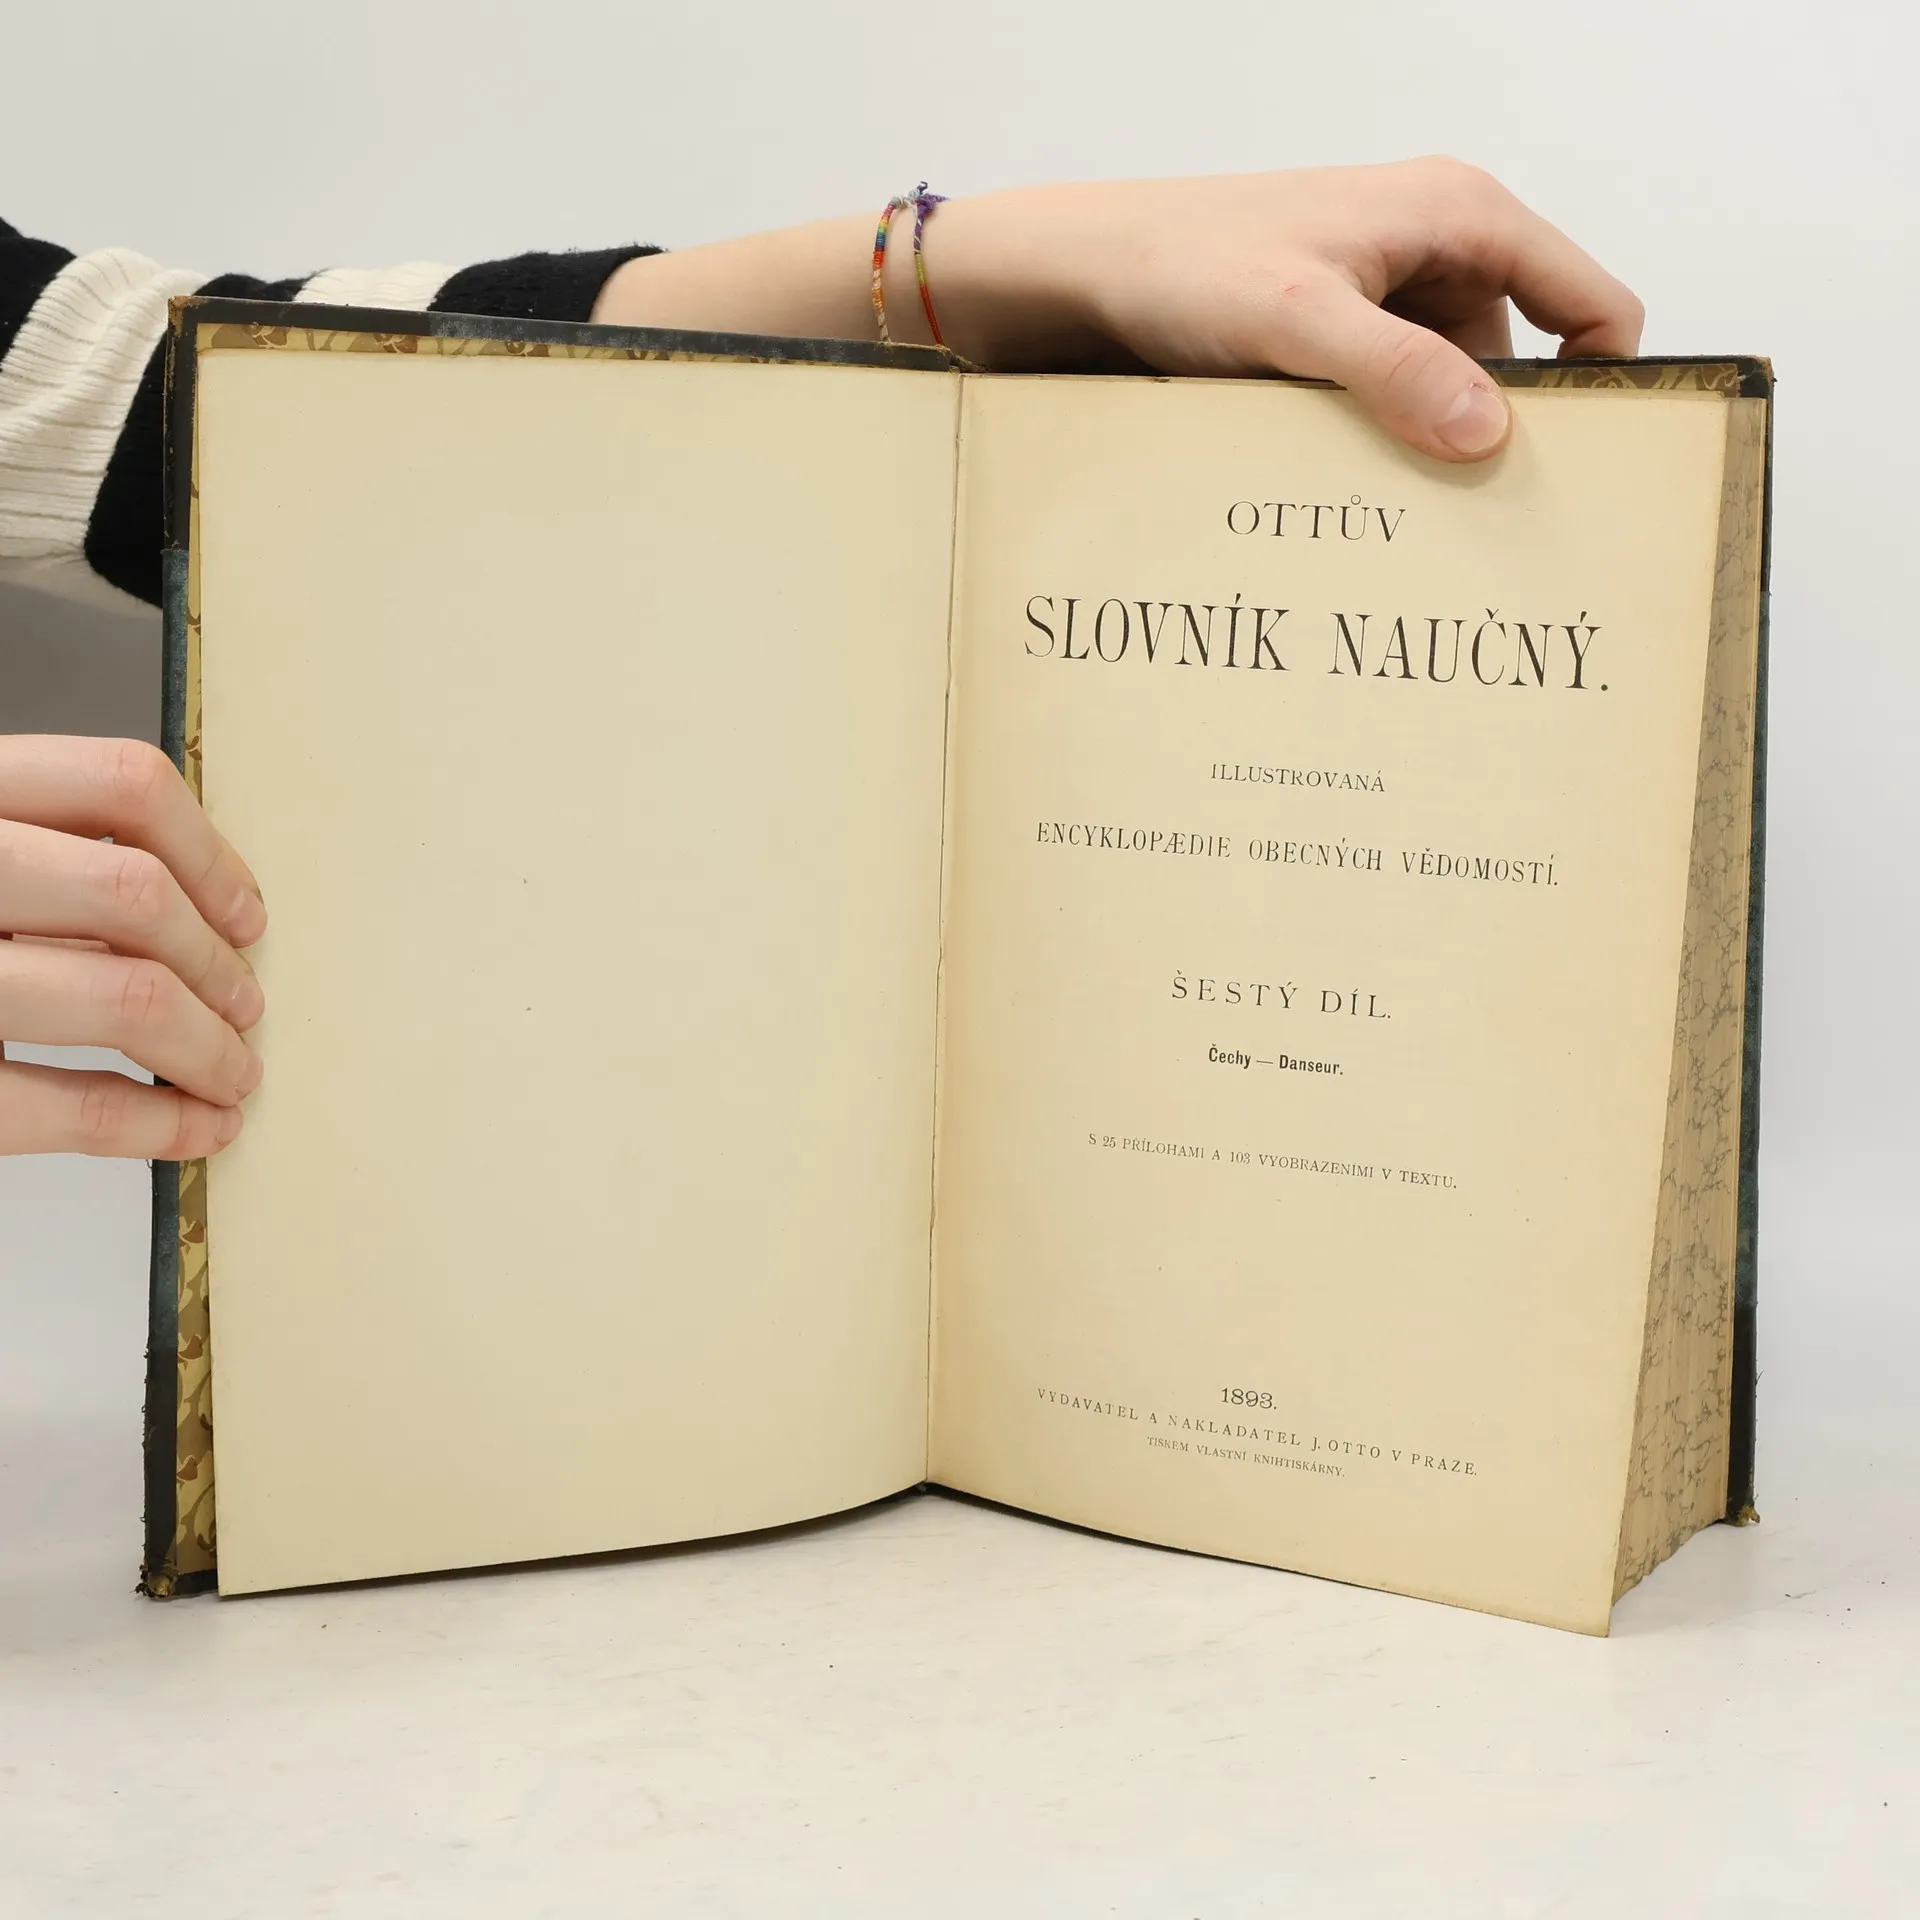 OTTŮV
SLOVNÍK NAUČNÝ.
ILLUSTROVANÁ
ENCYKLOPÆDIE OBECNÝCH VĚDOMOSTÍ.
ŠESTÝ DÍL.
Čechy — Danseur.
S 25 PŘÍLOHAMI A 103 VYOBRAZENIMI V TEXTU.
1893.
VYDAVATEL A NAKLADATEL J. OTTO V PRAZE.
TISKEM VLASTNÍ KNIHTISKÁRNY.